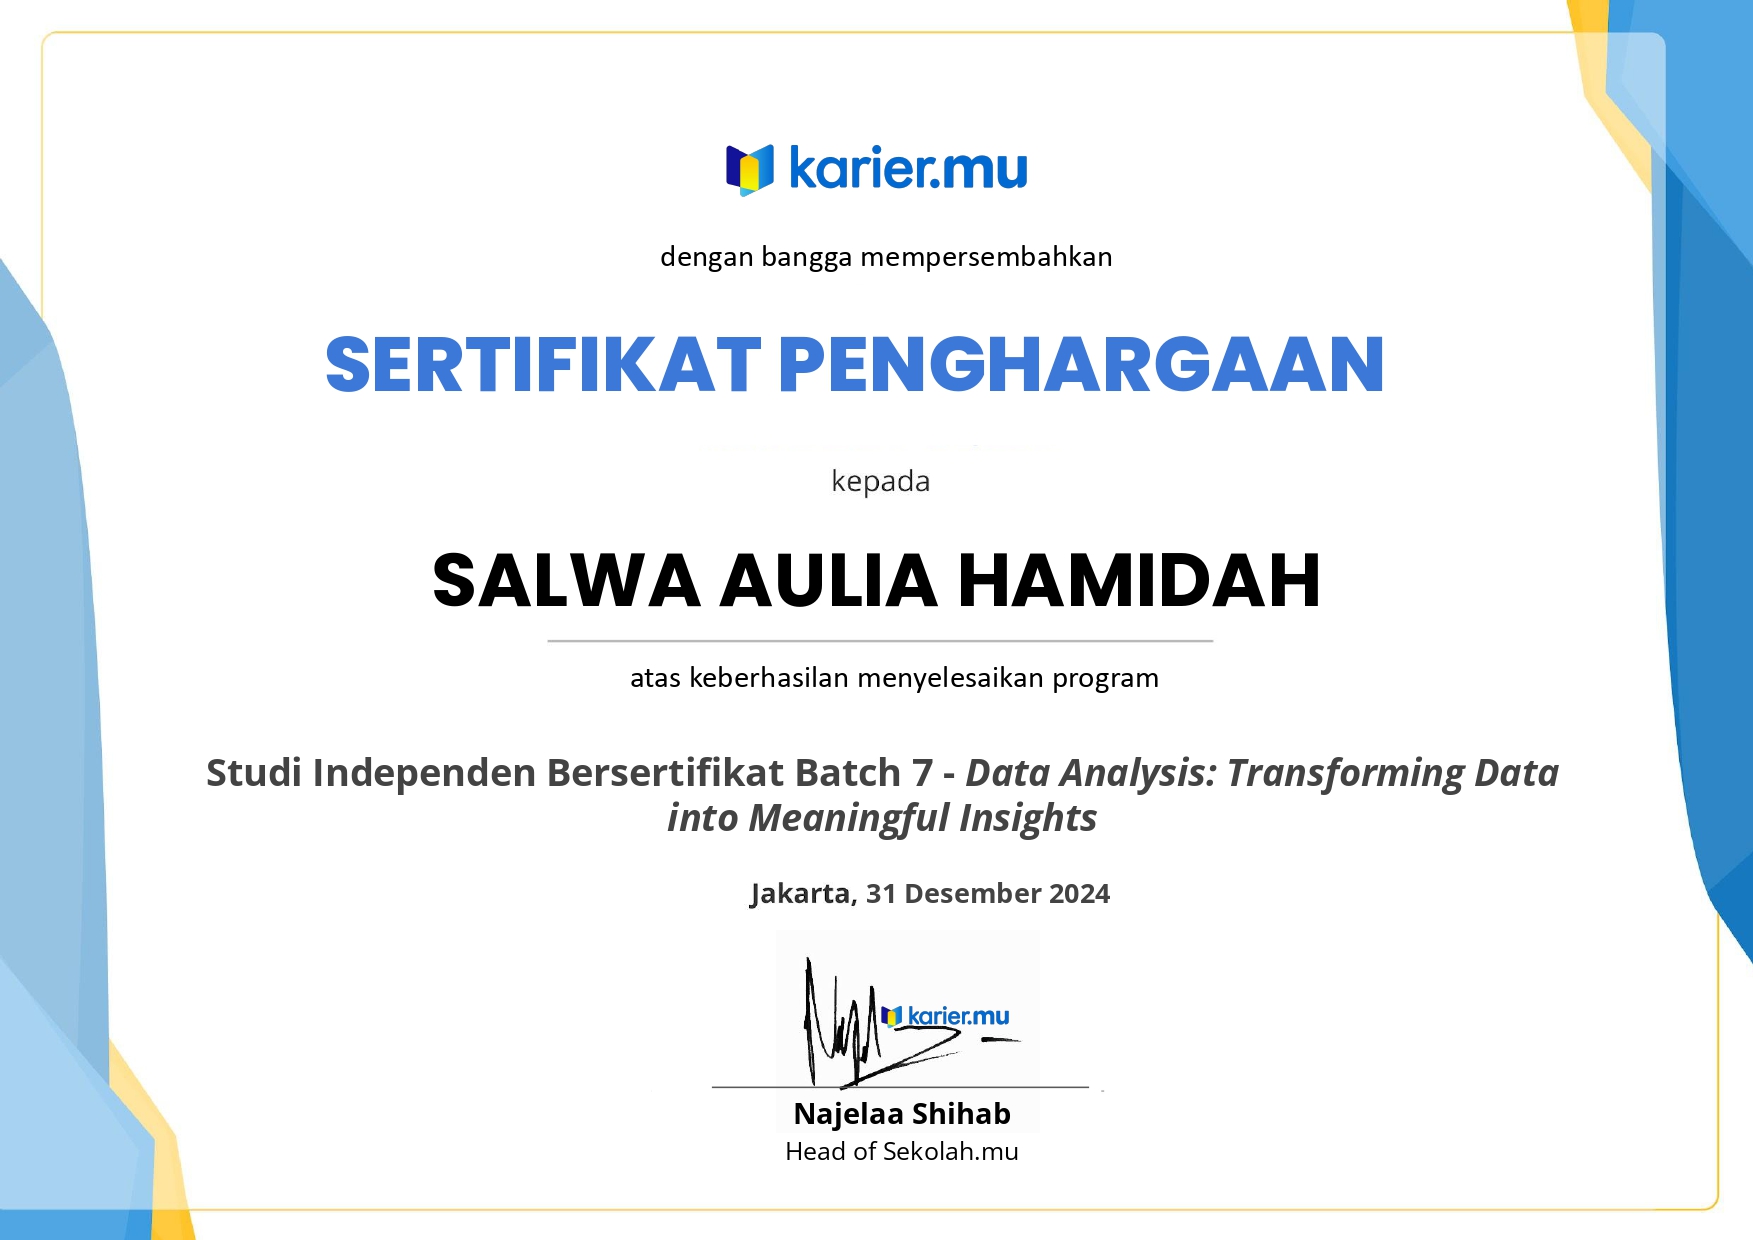 karier.mu
dengan bangga mempersembahkan
SERTIFIKAT PENGHARGAAN
kepada
SALWA AULIA HAMIDAH
atas keberhasilan menyelesaikan program
Studi Independen Bersertifikat Batch 7 - Data Analysis: Transforming Data
into Meaningful Insights
Jakarta, 31 Desember 2024
karier.mu
Najelaa Shihab
Head of Sekolah.mu